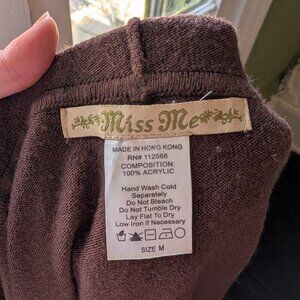 Miss Me
MADE IN HONG KONG
RN# 112568
COMPOSITION:
100% ACRYLIC
Hand Wash Cold
Separately
Do Not Bleach
Do Not Tumble Dry
Lay Flat To Dry
Low Iron if Necessary
SIZE M